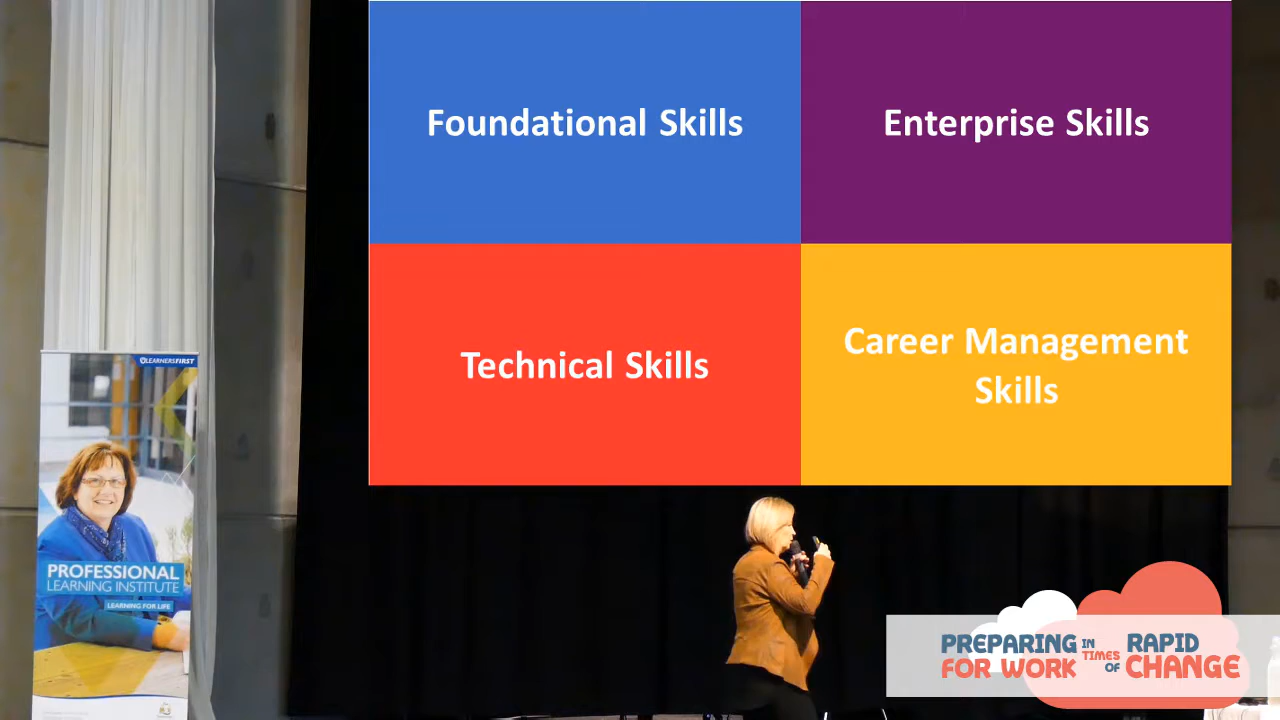 Foundational Skills
Enterprise Skills
Technical Skills
Career Management
Skills
LEARNERSFIRST
PROFESSIONAL
LEARNING INSTITUTE
LEARNING FOR LIFE
PREPARING IN RAPID
FOR WORK TIMES OF CHANGE